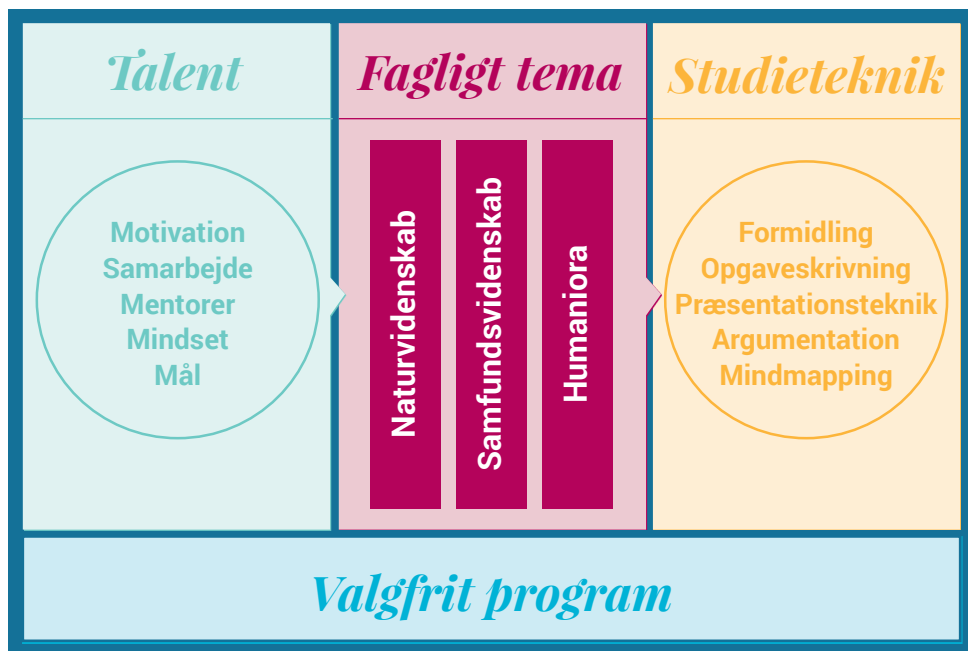 Talent
Motivation
Samarbejde
Mentorer
Mindset
Mål
Fagligt tema
Naturvidenskab
Samfundsvidenskab
Humaniora
Studieteknik
Formidling
Opgaveskrivning
Præsentationsteknik
Argumentation
Mindmapping
Valgfrit program